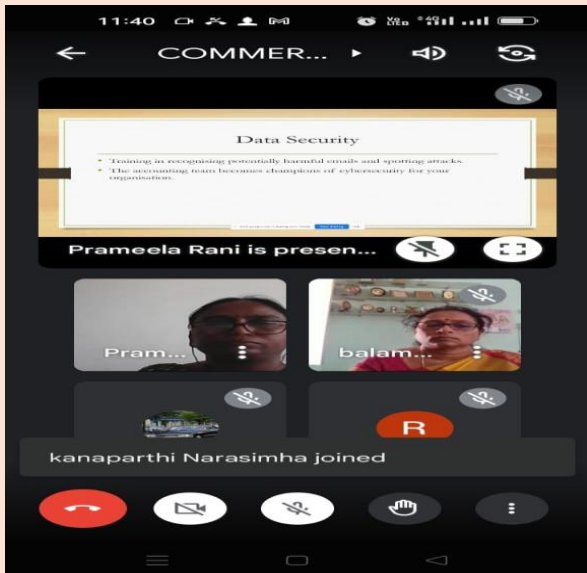 11:40
COMMER...
Data Security
• Training in recognising potentially harmful emails and spotting attacks.
• The accounting team becomes champions of cybersecurity for your
organisation.
Prameela Rani is presen...
Pram...
balam...
R
kanaparthi Narasimha joined